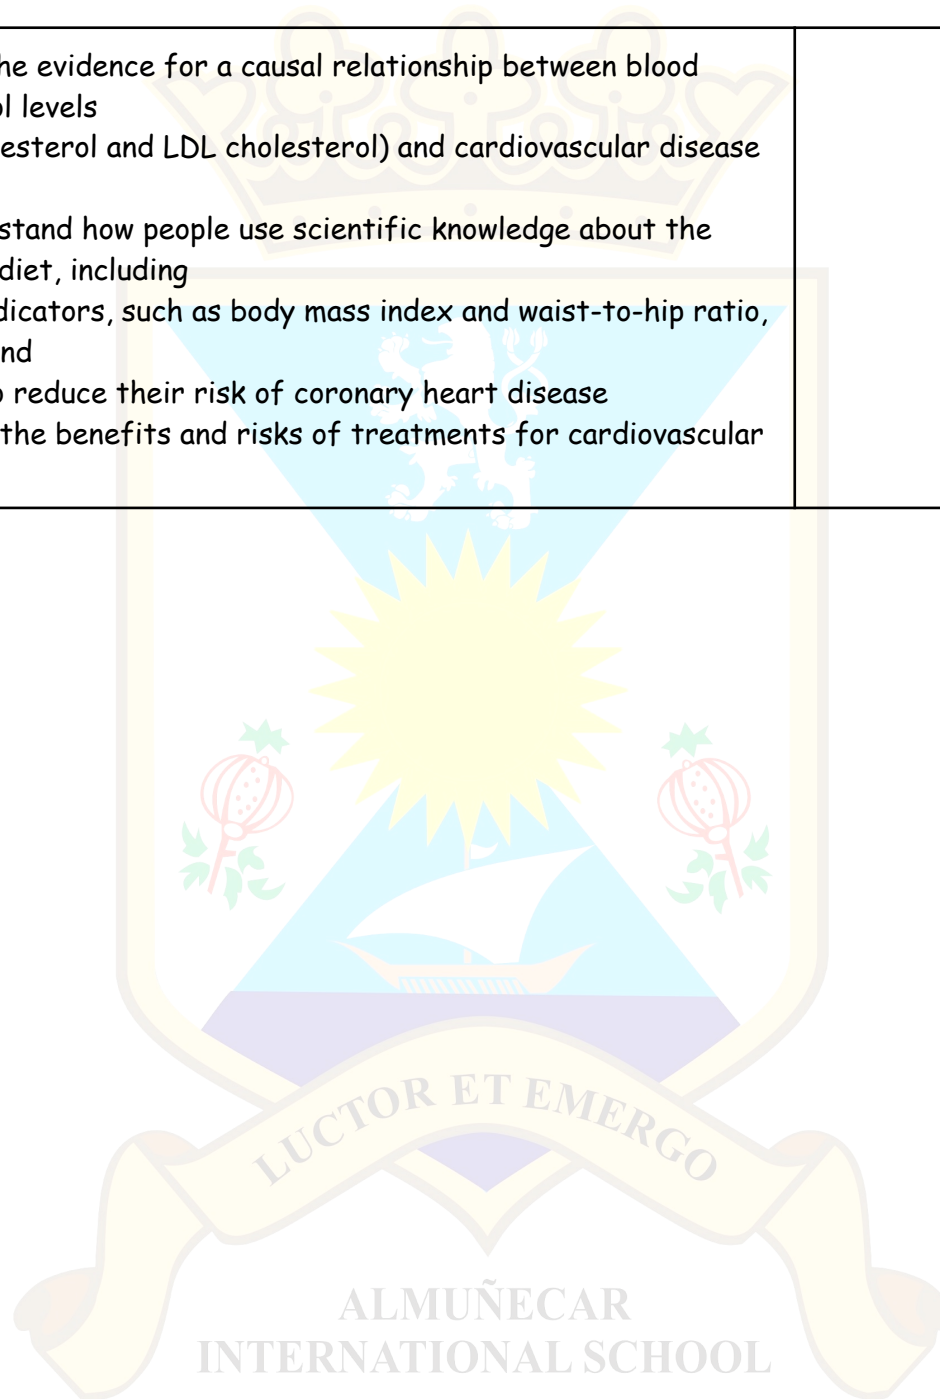 he evidence for a causal relationship between blood
ol levels
esterol and LDL cholesterol) and cardiovascular disease
stand how people use scientific knowledge about the
diet, including
dicators, such as body mass index and waist-to-hip ratio,
nd
o reduce their risk of coronary heart disease
the benefits and risks of treatments for cardiovascular
LUCTOR ET EMERGO
ALMUÑECAR
INTERNATIONAL SCHOOL